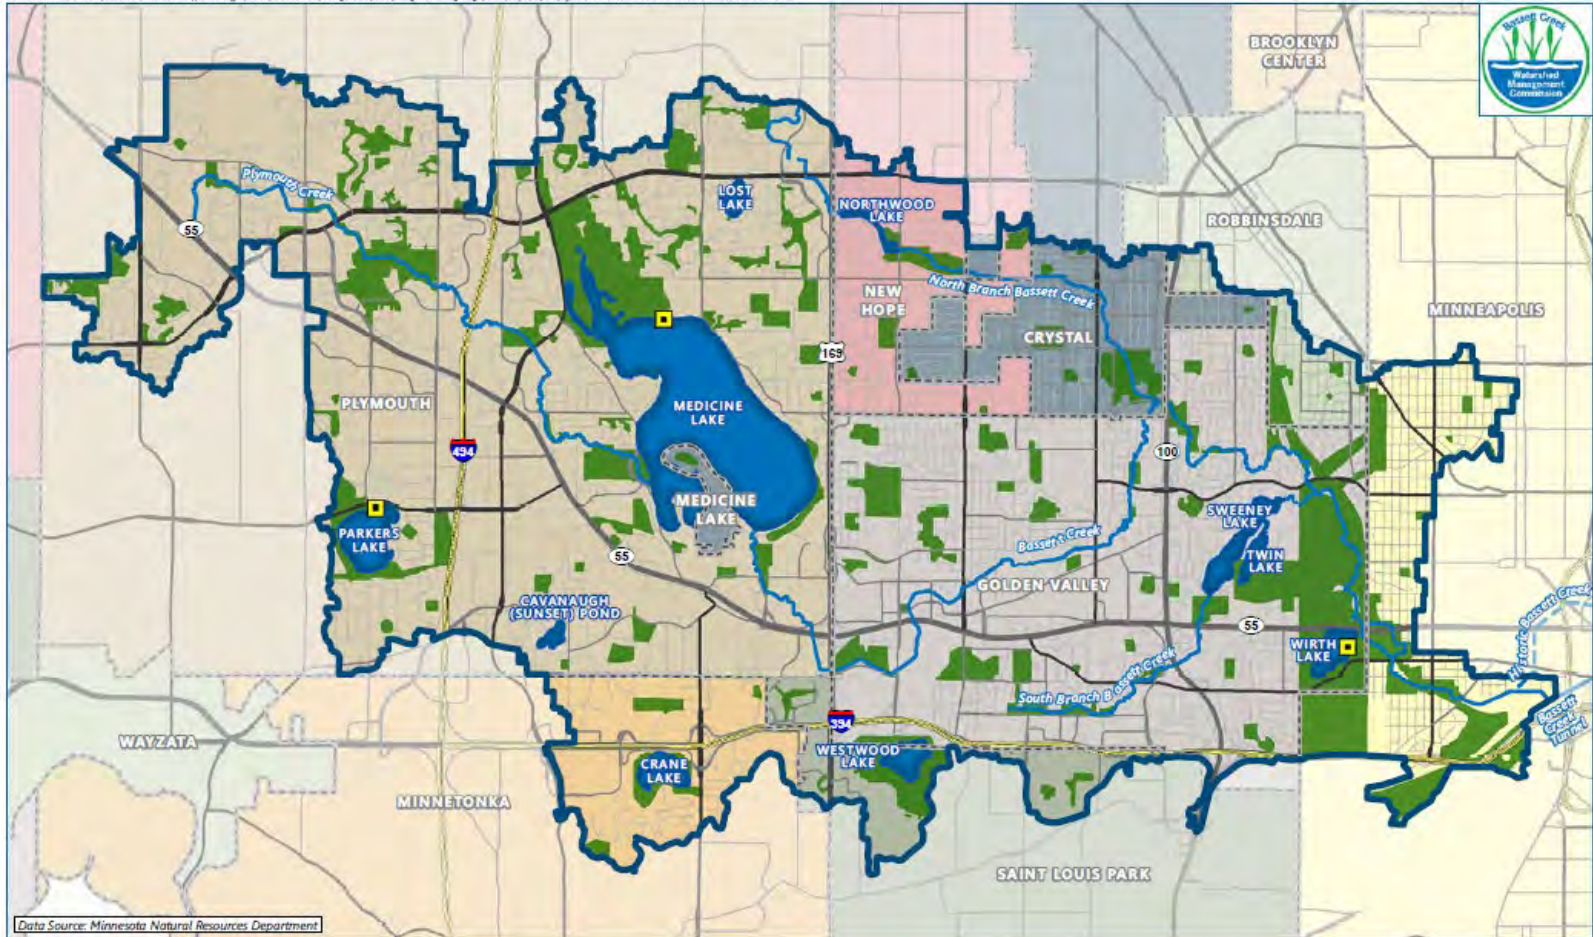 Bassett Creek
Watershed
Management
Commission
BROOKLYN
CENTER
Plymouth Creek
55
LOST
LAKE
NORTHWOOD
LAKE
ROBBINSDALE
North Branch Bassett Creek
NEW
HOPE
MINNEAPOLIS
CRYSTAL
169
PLYMOUTH
MEDICINE
LAKE
494
100
MEDICINE
LAKE
PARKERS
LAKE
SWEENEY
LAKE
Bassett Creek
TWIN
LAKE
55
GOLDEN VALLEY
CAVANAUGH
(SUNSET) POND
55
WIRTH
LAKE
Historic Bassett Creek
South Branch Bassett Creek
394
Bassett
Creek
Tunnel
WAYZATA
WESTWOOD
LAKE
CRANE
LAKE
MINNETONKA
SAINT LOUIS PARK
Data Source: Minnesota Natural Resources Department